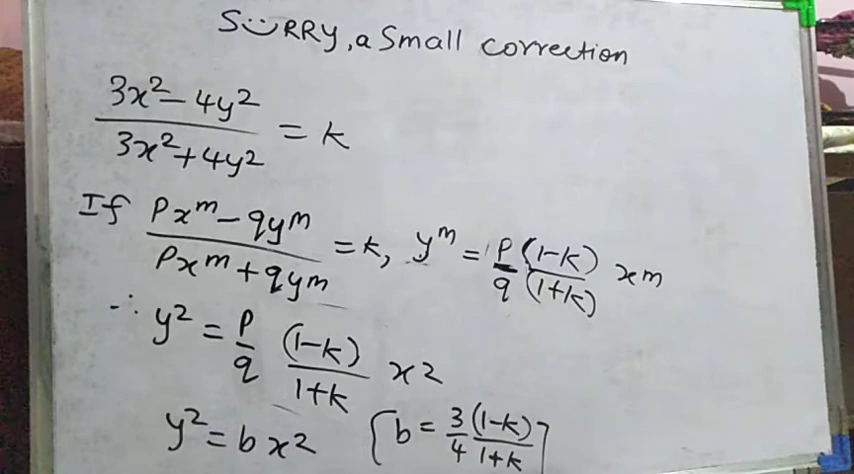 SURRY, a Small correction
3x² - 4y² / 3x² + 4y² = k
If Px^m - qy^m / Px^m + qy^m = k, y^m = P/q (1-k)/(1+k) x^m
∴ y² = P/q (1-k)/1+k x²
y² = bx² [b = 3/4 (1-k)/1+k]